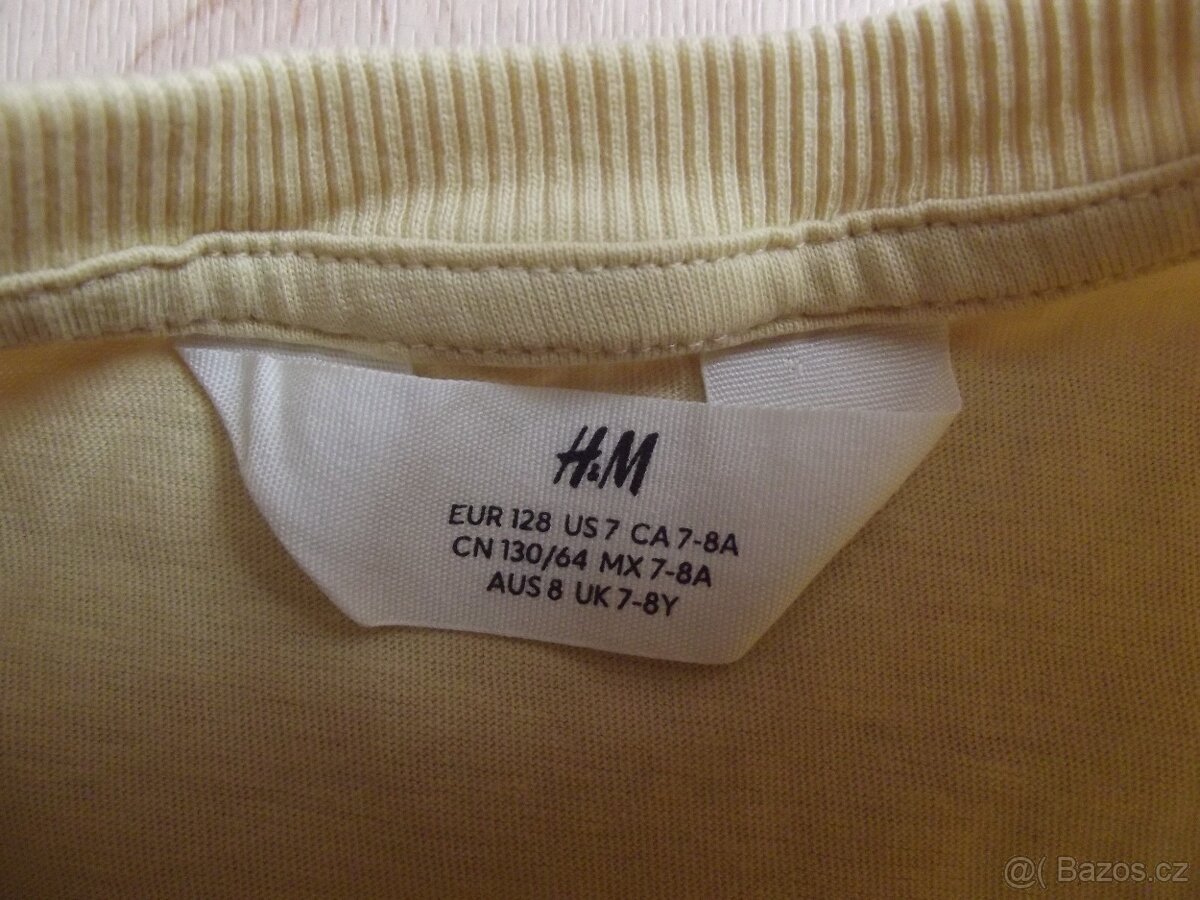 H&M
EUR 128 US 7 CA 7-8A
CN 130/64 MX 7-8A
AUS 8 UK 7-8Y
@( Bazos.cz